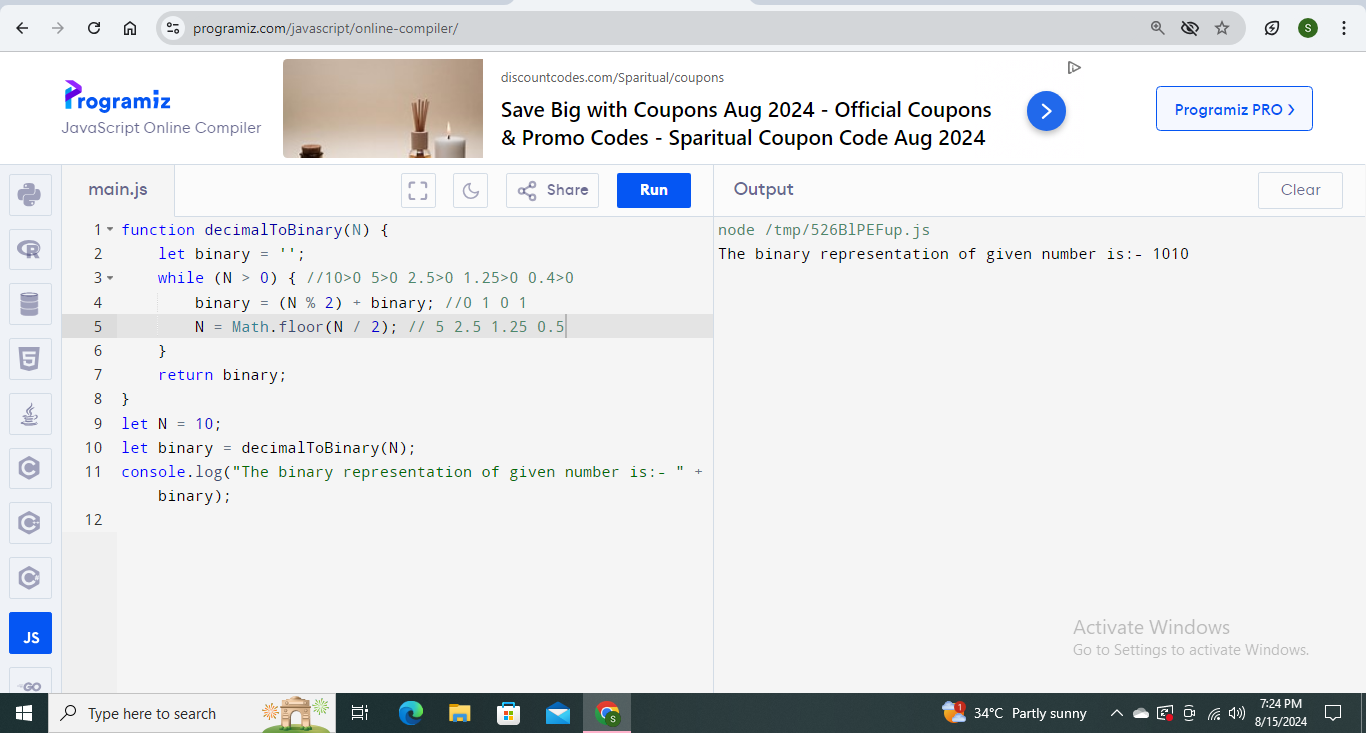 programiz.com/javascript/online-compiler/
S
Programiz
JavaScript Online Compiler
discountcodes.com/Sparitual/coupons
Save Big with Coupons Aug 2024 - Official Coupons
& Promo Codes - Sparitual Coupon Code Aug 2024
Programiz PRO >
main.js
Share
Run
Output
Clear
1 function decimalToBinary(N) {
2 let binary = '';
3 while (N > 0) { //10>0 5>0 2.5>0 1.25>0 0.4>0
4 binary = (N % 2) + binary; //0 1 0 1
5 N = Math.floor(N / 2); // 5 2.5 1.25 0.5
6 }
7 return binary;
8 }
9 let N = 10;
10 let binary = decimalToBinary(N);
11 console.log("The binary representation of given number is:- " +
binary);
12
node /tmp/526BlPEFup.js
The binary representation of given number is:- 1010
JS
GO
Activate Windows
Go to Settings to activate Windows.
Type here to search
S
1
34°C Partly sunny
7:24 PM
8/15/2024